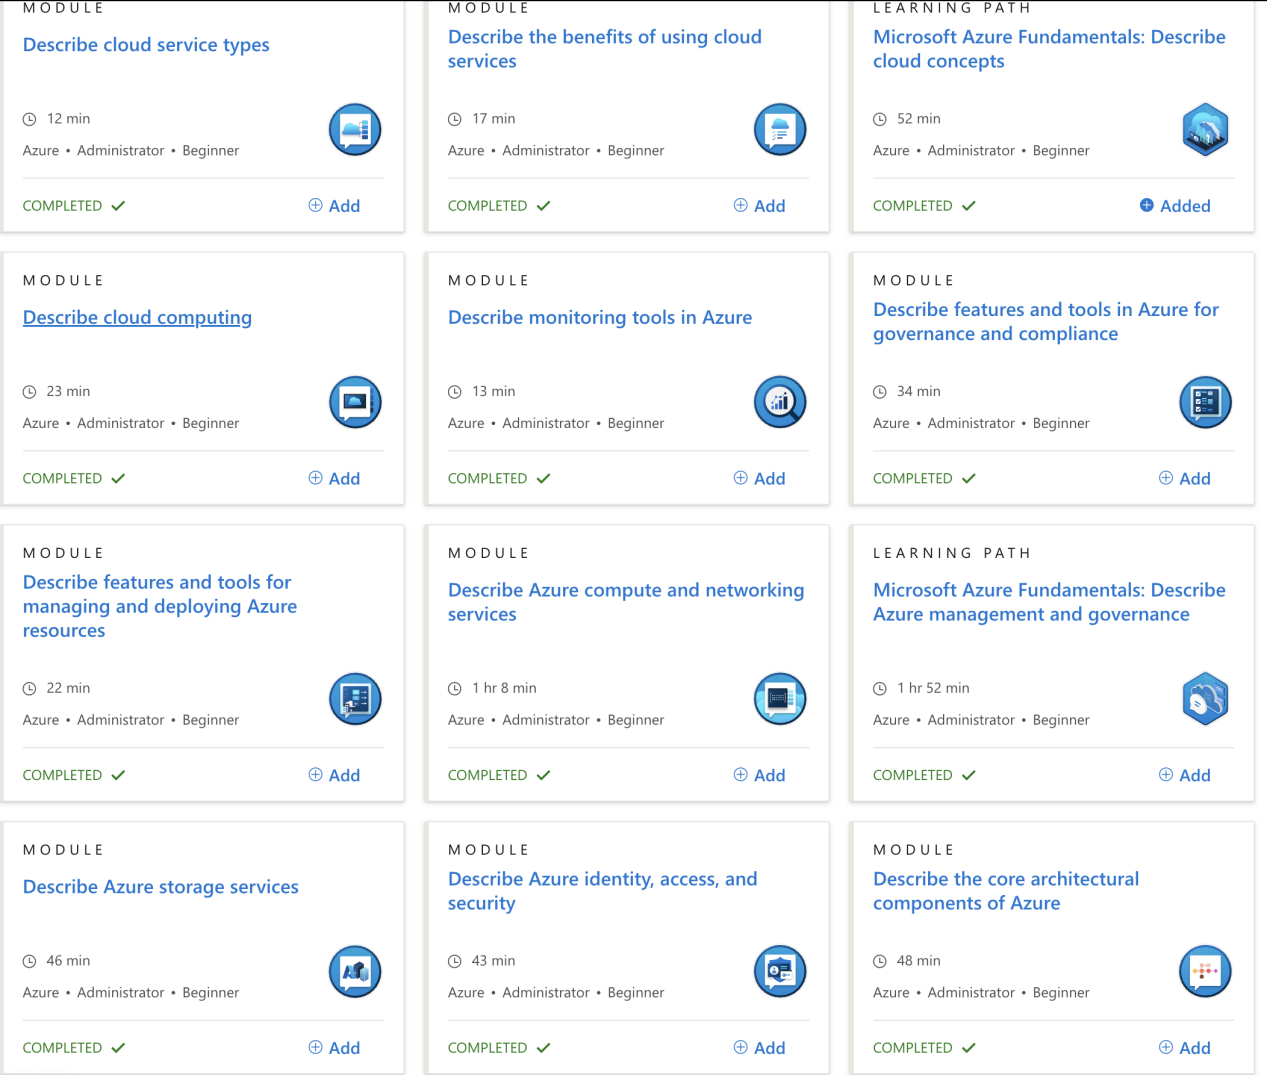 MODULE
Describe cloud service types
12 min
Azure • Administrator • Beginner
COMPLETED
Add
MODULE
Describe the benefits of using cloud
services
17 min
Azure • Administrator • Beginner
COMPLETED
Add
LEARNING PATH
Microsoft Azure Fundamentals: Describe
cloud concepts
52 min
Azure • Administrator • Beginner
COMPLETED
Added
MODULE
Describe cloud computing
23 min
Azure • Administrator • Beginner
COMPLETED
Add
MODULE
Describe monitoring tools in Azure
13 min
Azure • Administrator • Beginner
COMPLETED
Add
MODULE
Describe features and tools in Azure for
governance and compliance
34 min
Azure • Administrator • Beginner
COMPLETED
Add
MODULE
Describe features and tools for
managing and deploying Azure
resources
22 min
Azure • Administrator • Beginner
COMPLETED
Add
MODULE
Describe Azure compute and networking
services
1 hr 8 min
Azure • Administrator • Beginner
COMPLETED
Add
LEARNING PATH
Microsoft Azure Fundamentals: Describe
Azure management and governance
1 hr 52 min
Azure • Administrator • Beginner
COMPLETED
Add
MODULE
Describe Azure storage services
46 min
Azure • Administrator • Beginner
COMPLETED
Add
MODULE
Describe Azure identity, access, and
security
43 min
Azure • Administrator • Beginner
COMPLETED
Add
MODULE
Describe the core architectural
components of Azure
48 min
Azure • Administrator • Beginner
COMPLETED
Add